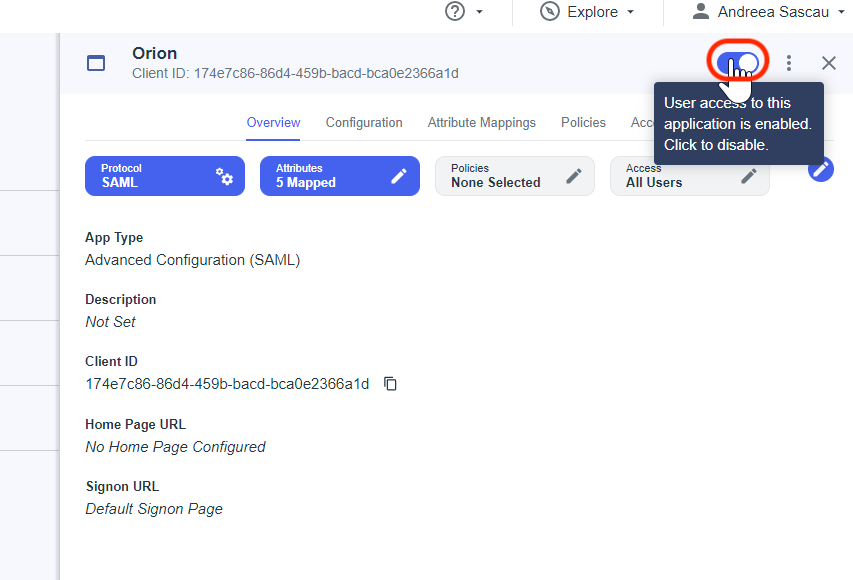 Explore
Andreea Sascau
Orion
Client ID: 174e7c86-86d4-459b-bacd-bca0e2366a1d
User access to this
application is enabled.
Click to disable.
Overview
Configuration
Attribute Mappings
Policies
Protocol
SAML
Attributes
5 Mapped
Policies
None Selected
Access
All Users
App Type
Advanced Configuration (SAML)
Description
Not Set
Client ID
174e7c86-86d4-459b-bacd-bca0e2366a1d
Home Page URL
No Home Page Configured
Signon URL
Default Signon Page